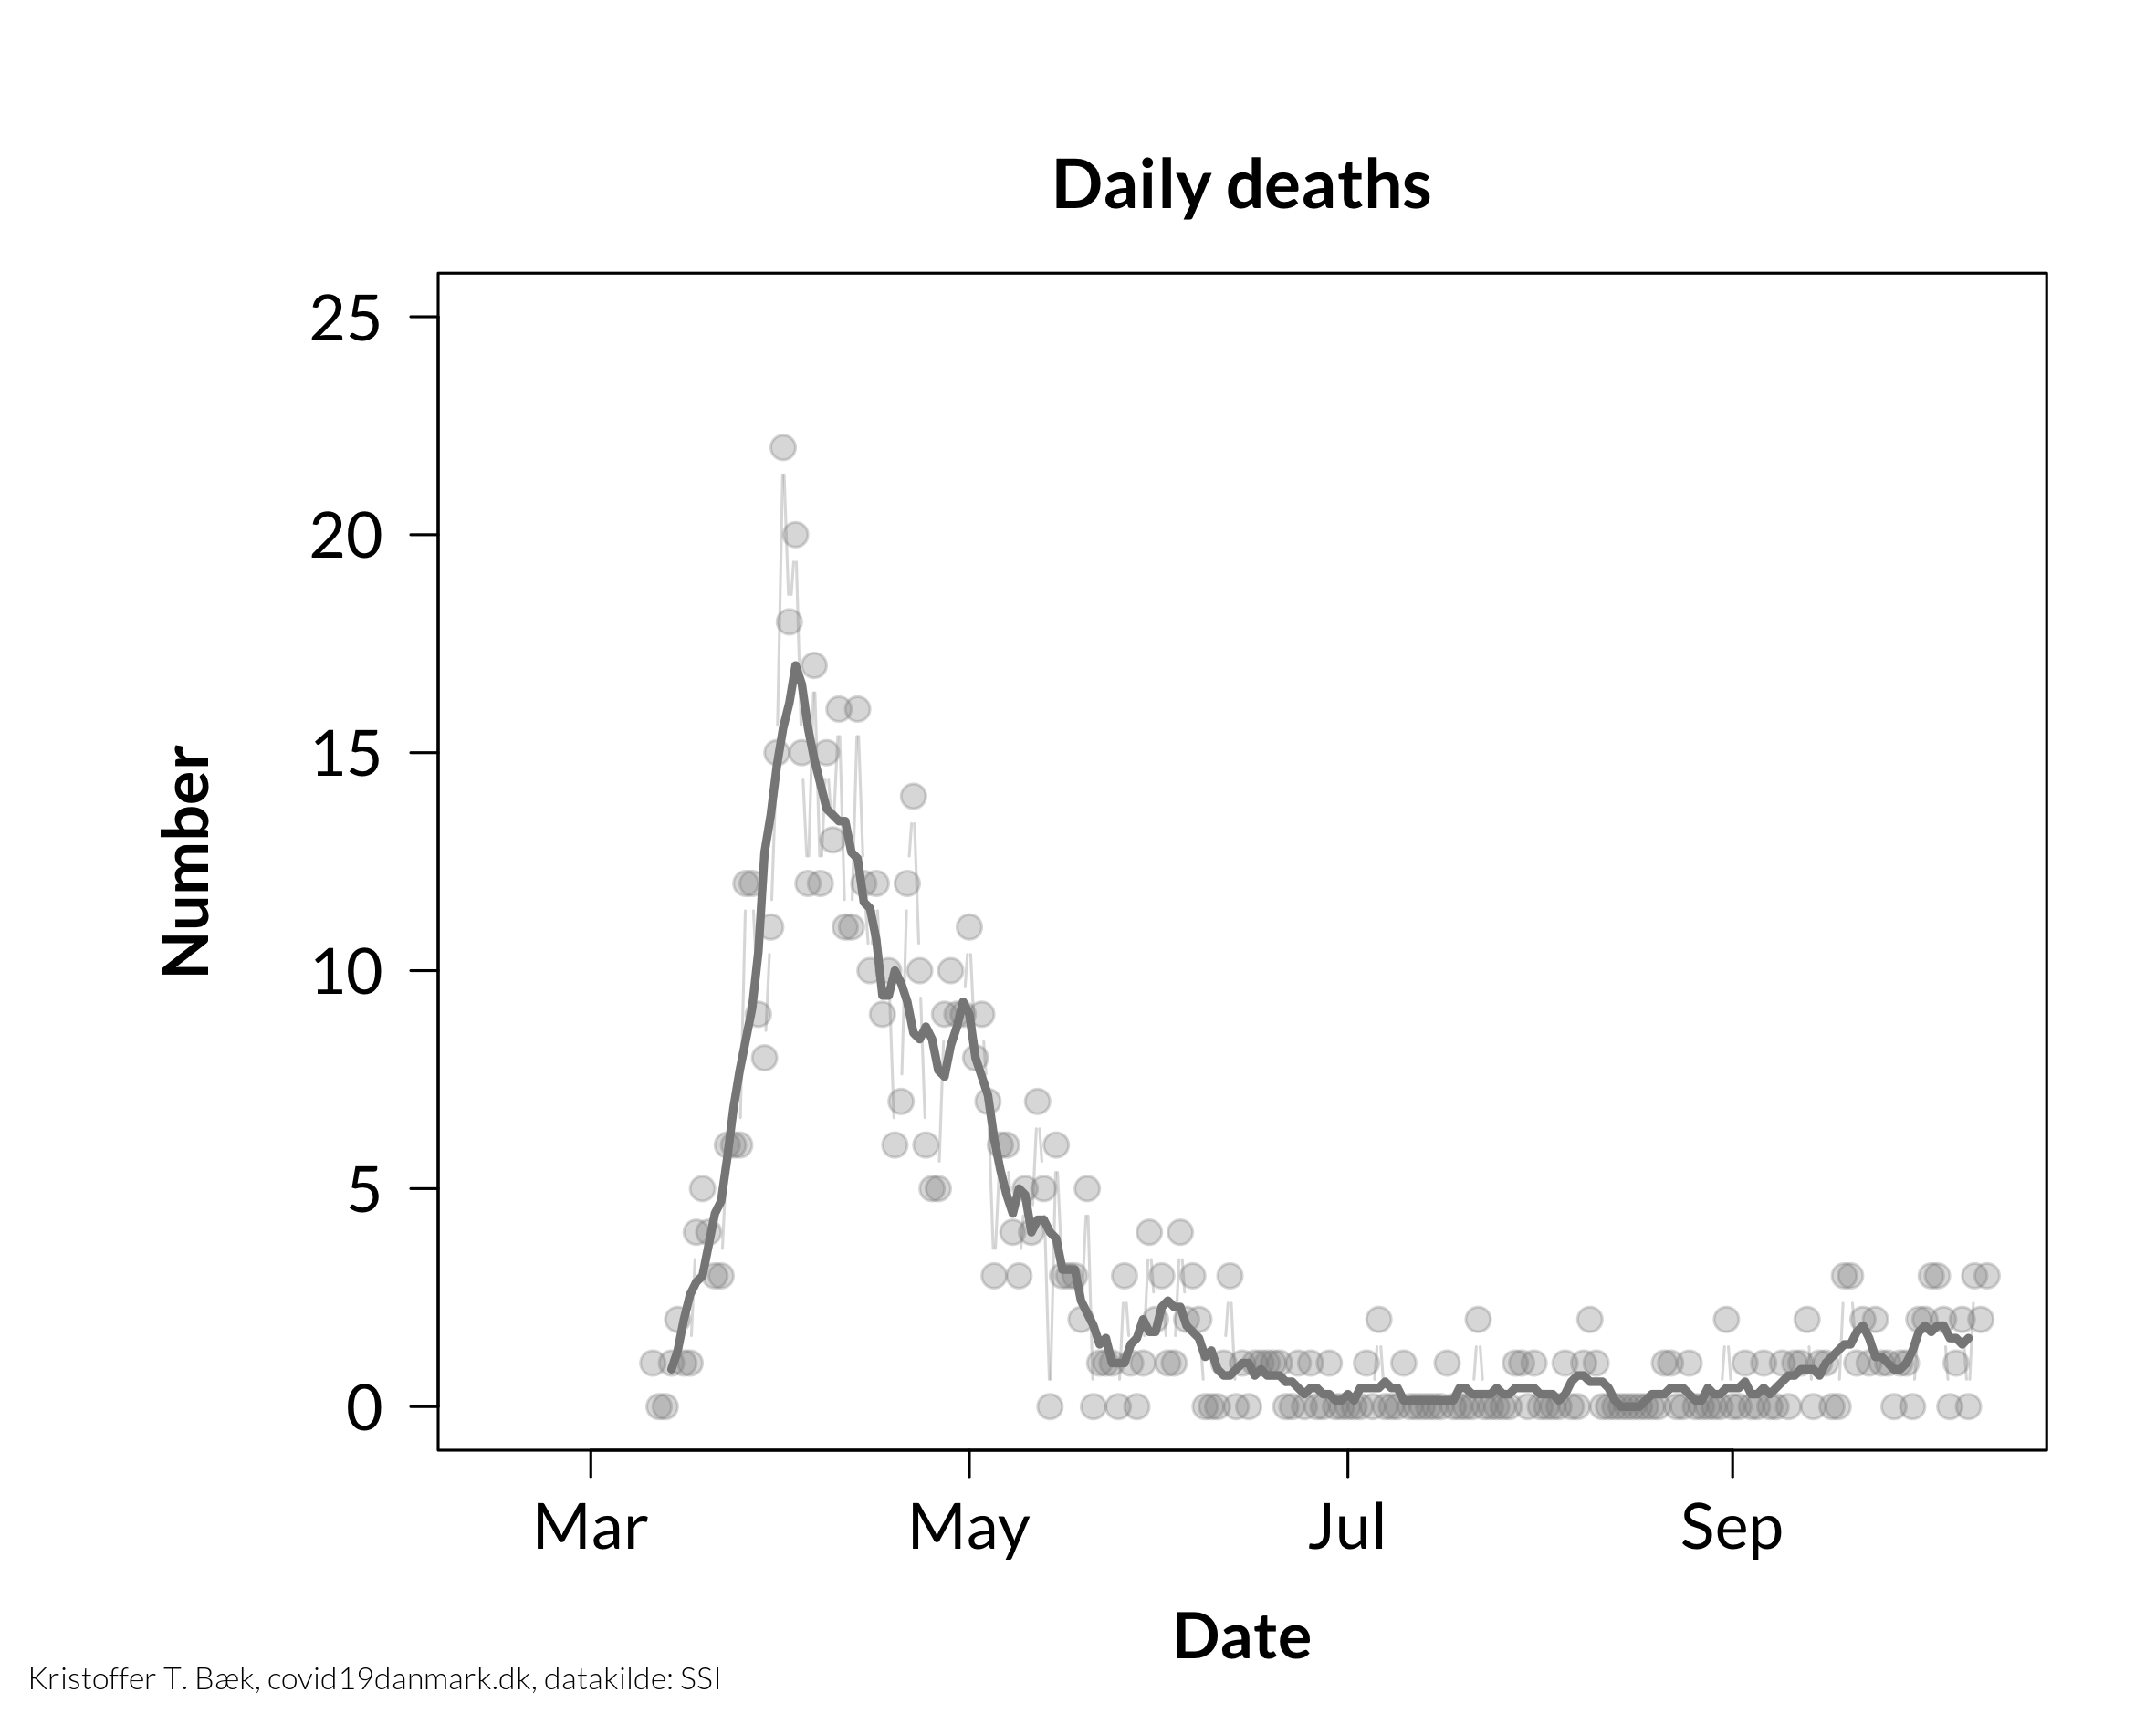 Daily deaths
Number
25
20
15
10
5
0
Mar May Jul Sep
Date
Kristoffer T. Bæk, covid19danmark.dk, datakilde: SSI